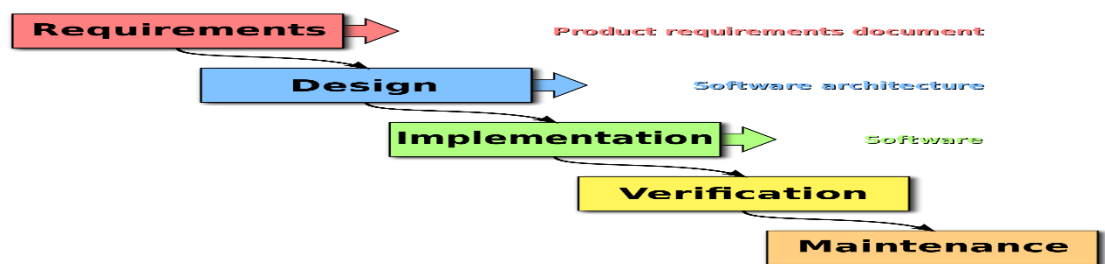 Requirements
Product requirements document
Design
Software architecture
Implementation
Software
Verification
Maintenance